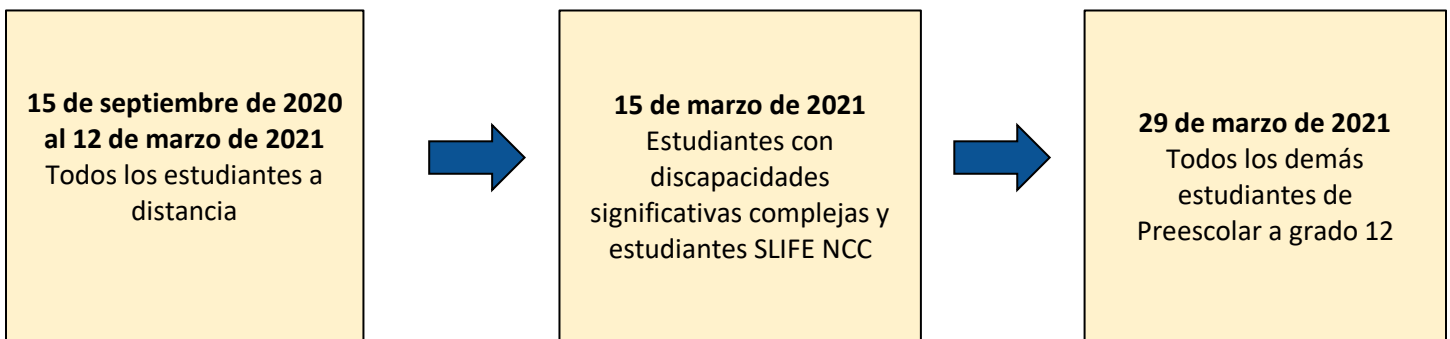 15 de septiembre de 2020
al 12 de marzo de 2021
Todos los estudiantes a
distancia
15 de marzo de 2021
Estudiantes con
discapacidades
significativas complejas y
estudiantes SLIFE NCC
29 de marzo de 2021
Todos los demás
estudiantes de
Preescolar a grado 12